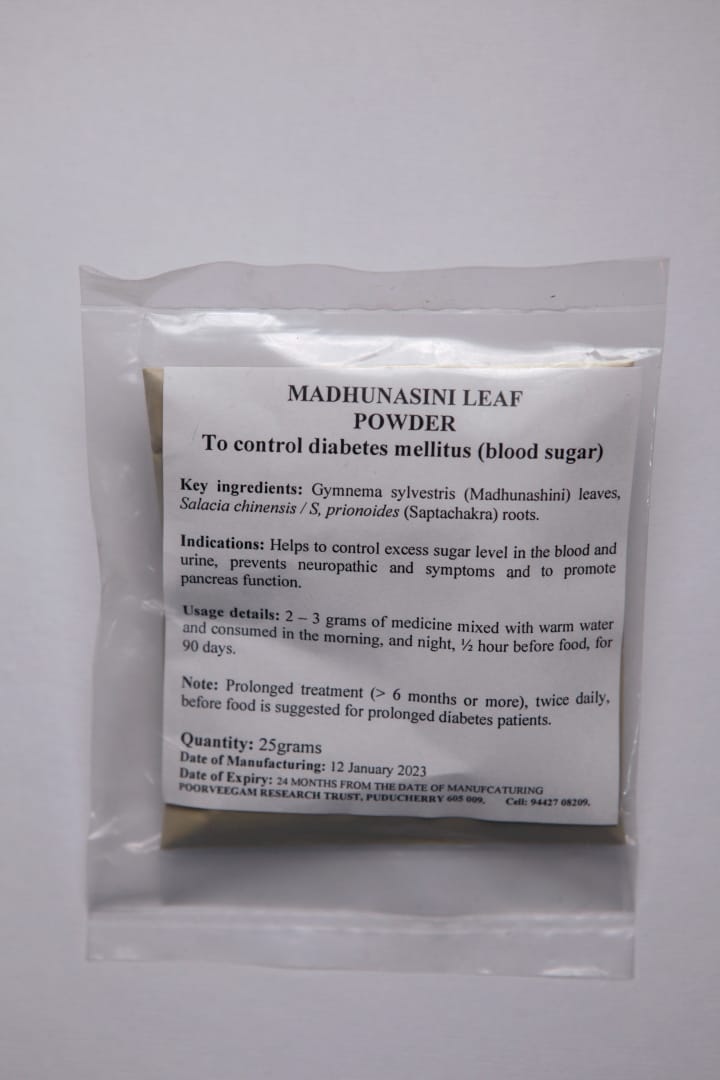 MADHUNASINI LEAF
POWDER
To control diabetes mellitus (blood sugar)
Key ingredients: Gymnema sylvestris (Madhunashini) leaves,
Salacia chinensis / S, prionoides (Saptachakra) roots.
Indications: Helps to control excess sugar level in the blood and
urine, prevents neuropathic and symptoms and to promote
pancreas function.
Usage details: 2 – 3 grams of medicine mixed with warm water
and consumed in the morning, and night, ½ hour before food, for
90 days.
Note: Prolonged treatment (> 6 months or more), twice daily,
before food is suggested for prolonged diabetes patients.
Quantity: 25grams
Date of Manufacturing: 12 January 2023
Date of Expiry: 24 MONTHS FROM THE DATE OF MANUFCATURING
POORVEEGAM RESEARCH TRUST, PUDUCHERRY 605 009. Cell: 94427 08209.